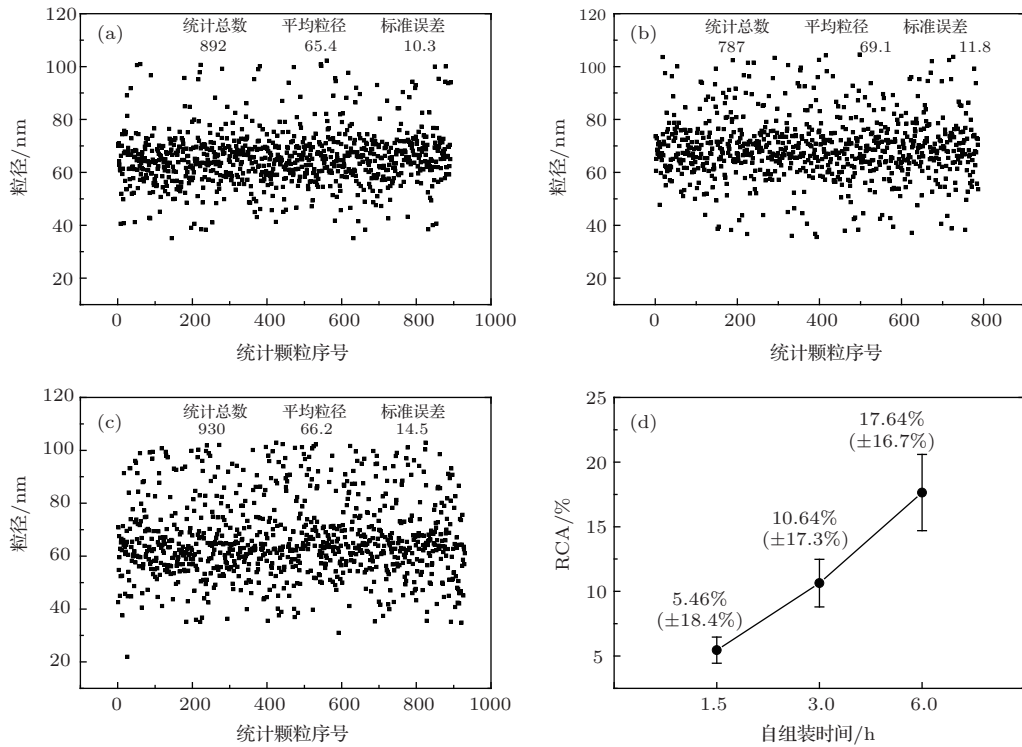 (a)
统计总数 平均粒径 标准误差
892 65.4 10.3
120
100
80
60
40
20
粒径/nm
0 200 400 600 800 1000
统计颗粒序号
(b)
统计总数 平均粒径 标准误差
787 69.1 11.8
120
100
80
60
40
20
粒径/nm
0 200 400 600 800
统计颗粒序号
(c)
统计总数 平均粒径 标准误差
930 66.2 14.5
120
100
80
60
40
20
粒径/nm
0 200 400 600 800 1000
统计颗粒序号
(d)
17.64%
(±16.7%)
10.64%
(±17.3%)
5.46%
(±18.4%)
25
20
15
10
5
RCA/%
1.5 3.0 6.0
自组装时间/h